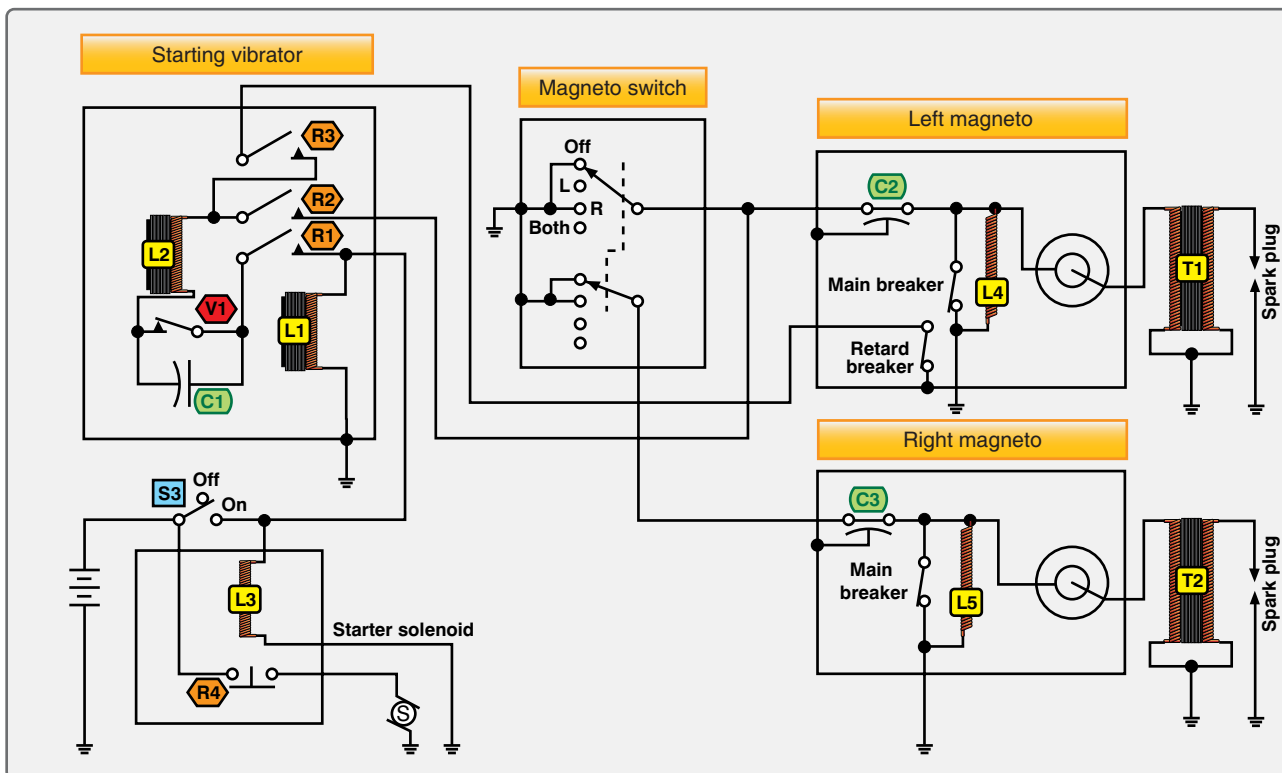 Starting vibrator
R3
R2
R1
L2
V1
L1
C1
Magneto switch
Off
L
R
Both
Left magneto
C2
Main breaker
L4
Retard
breaker
T1
Spark plug
S3
Off
On
L3
Starter solenoid
R4
S
Right magneto
C3
Main
breaker
L5
T2
Spark plug